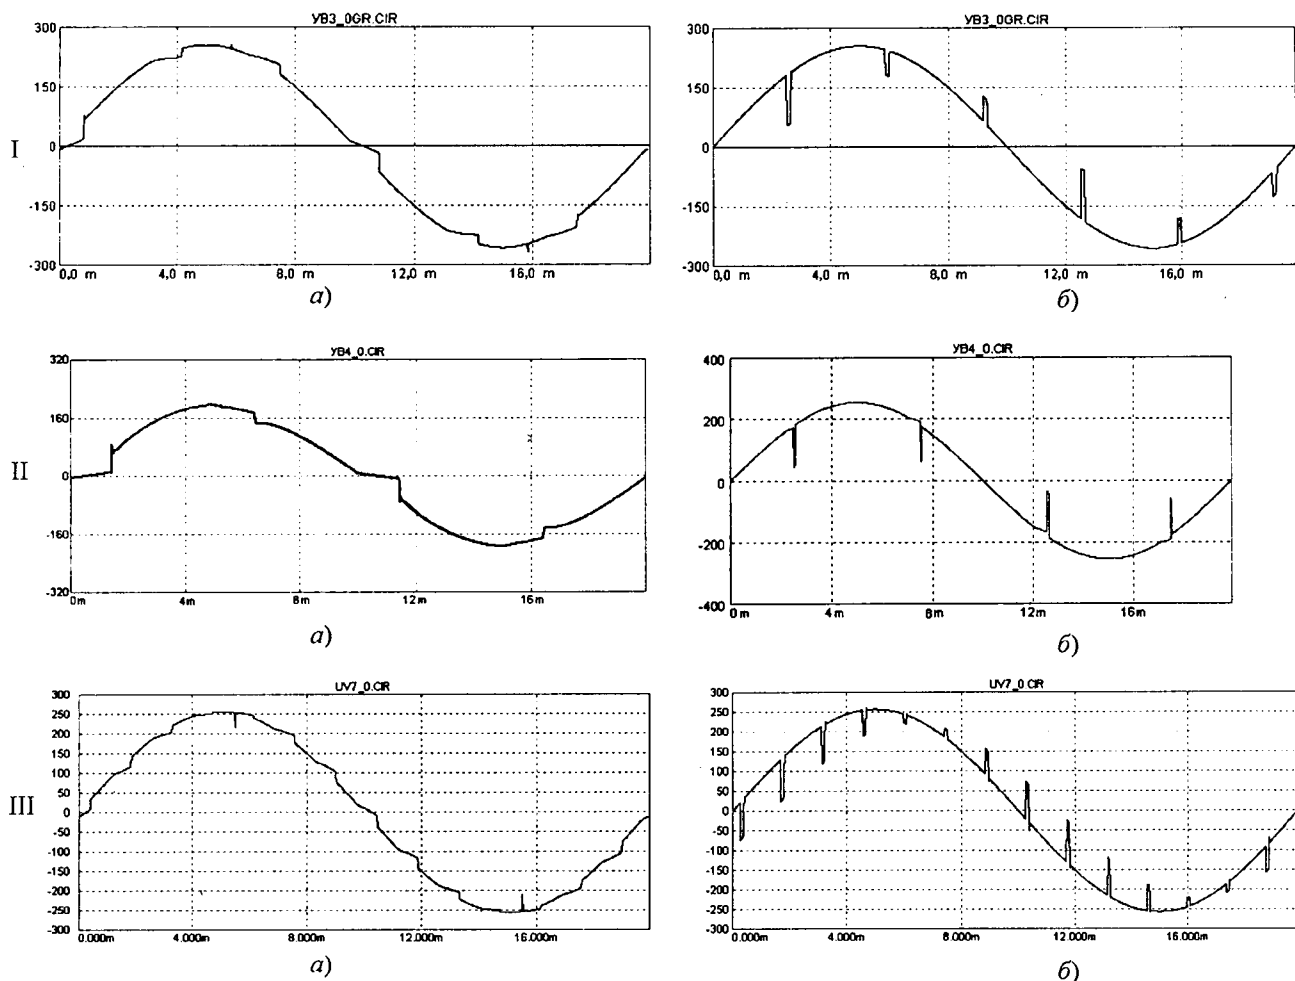 УВ3_0GR.CIR
300
150
0
-150
-300
0,0 m
4,0 m
8,0 m
12,0 m
16,0 m
а)
I
УВ3_0GR.CIR
300
150
0
-150
-300
0,0 m
4,0 m
8,0 m
12,0 m
16,0 m
б)
УВ4_0.CIR
320
160
0
-160
-320
0m
4m
8m
12m
16m
а)
II
УВ4_0.CIR
400
200
0
-200
-400
0m
4m
8m
12m
16m
б)
UV7_0.CIR
300
250
200
150
100
50
0
-50
-100
-150
-200
-250
-300
0.000m
4.000m
8.000m
12.000m
16.000m
а)
III
UV7_0.CIR
300
250
200
150
100
50
0
-50
-100
-150
-200
-250
-300
0.000m
4.000m
8.000m
12.000m
16.000m
б)